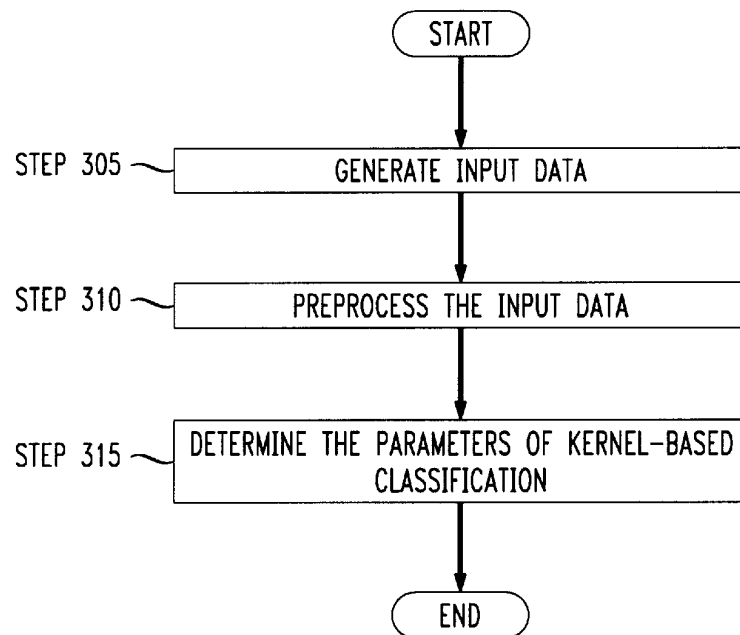 START
STEP 305
GENERATE INPUT DATA
STEP 310
PREPROCESS THE INPUT DATA
STEP 315
DETERMINE THE PARAMETERS OF KERNEL-BASED
CLASSIFICATION
END